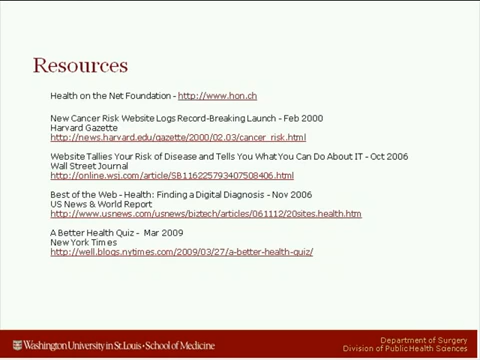 Resources
Health on the Net Foundation - http://www.hon.ch
New Cancer Risk Website Logs Record-Breaking Launch - Feb 2000
Harvard Gazette
http://news.harvard.edu/gazette/2000/02.03/cancer_risk.html
Website Tallies Your Risk of Disease and Tells You What You Can Do About IT - Oct 2006
Wall Street Journal
http://online.wsj.com/article/SB116225793407508406.html
Best of the Web - Health: Finding a Digital Diagnosis - Nov 2006
US News & World Report
http://www.usnews.com/usnews/biztech/articles/061112/20sites.health.htm
A Better Health Quiz - Mar 2009
New York Times
http://well.blogs.nytimes.com/2009/03/27/a-better-health-quiz/
Washington University in St. Louis • School of Medicine
Department of Surgery
Division of Public Health Sciences